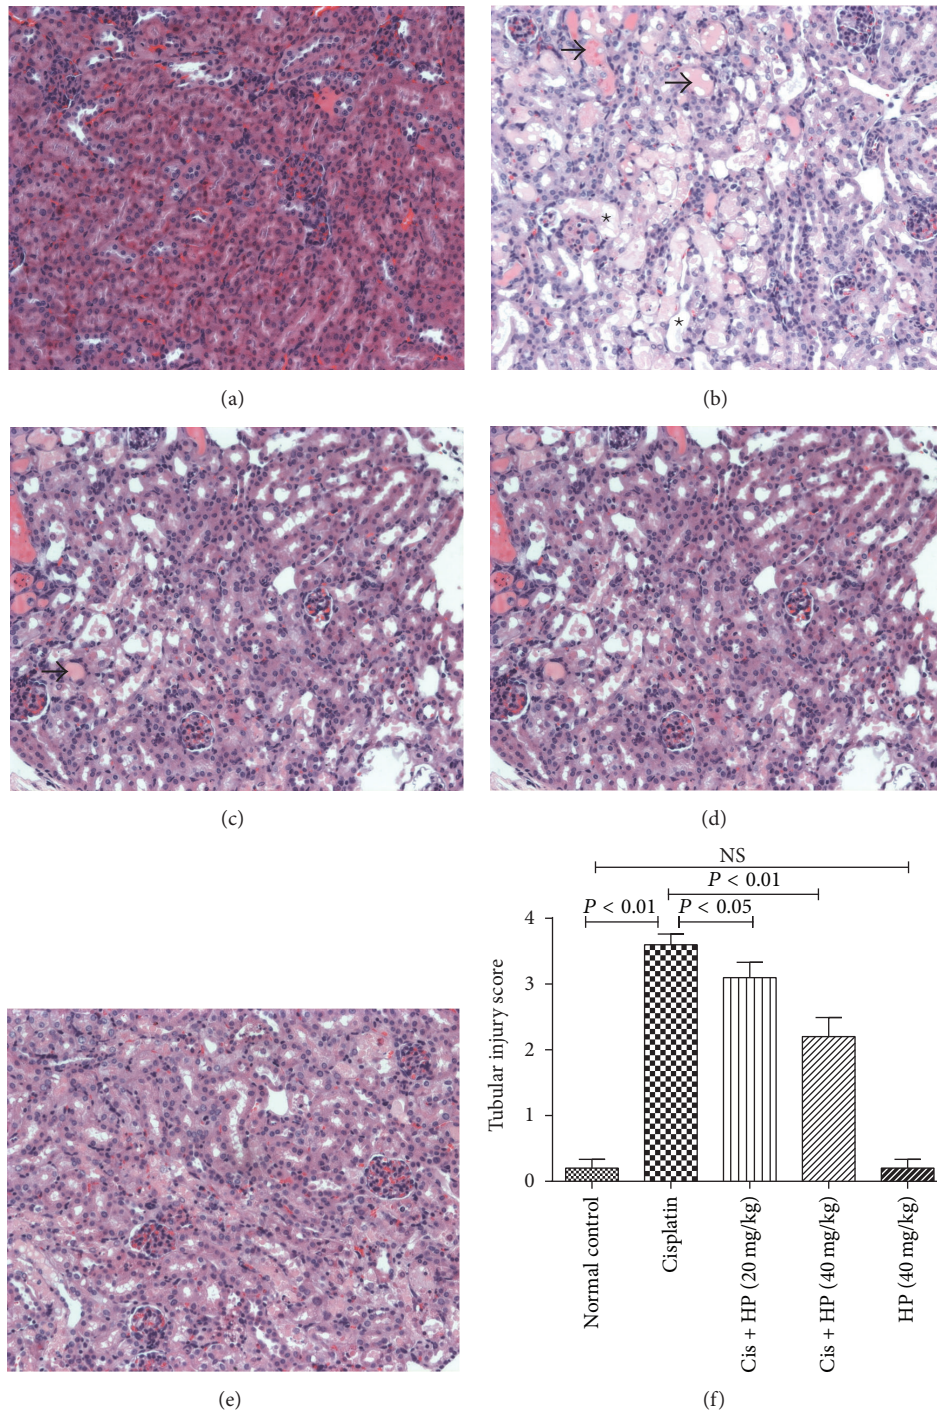 (a)
*
*
(b)
(c)
(d)
(e)
NS
P < 0.01
P < 0.01
P < 0.05
4
3
2
1
0
Tubular injury score
Normal control
Cisplatin
Cis + HP (20 mg/kg)
Cis + HP (40 mg/kg)
HP (40 mg/kg)
(f)